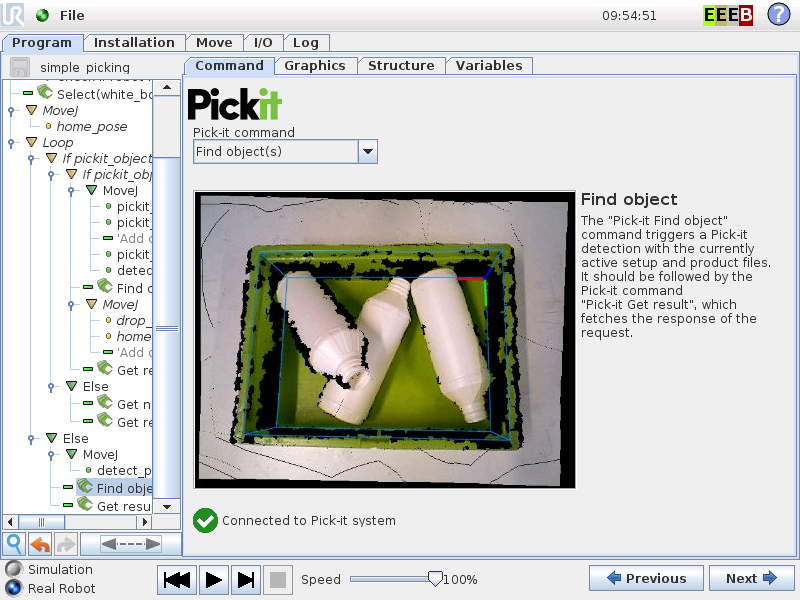 UR
File
09:54:51
EEEB
?
Program
Installation
Move
I/O
Log
simple_picking
Command
Graphics
Structure
Variables
Select(white_bo
MoveJ
home_pose
Loop
If pickit_object
If pickit_obj
MoveJ
pickit_
pickit_
'Add c
pickit_
detec
Find o
MoveJ
drop_
home
'Add c
Get re
Else
Get n
Get re
Else
MoveJ
detect_p
Find obje
Get resu
Pickit
Pick-it command
Find object(s)
Find object
The "Pick-it Find object"
command triggers a Pick-it
detection with the currently
active setup and product files.
It should be followed by the
Pick-it command
"Pick-it Get result", which
fetches the response of the
request.
Connected to Pick-it system
Simulation
Real Robot
Speed
100%
Previous
Next